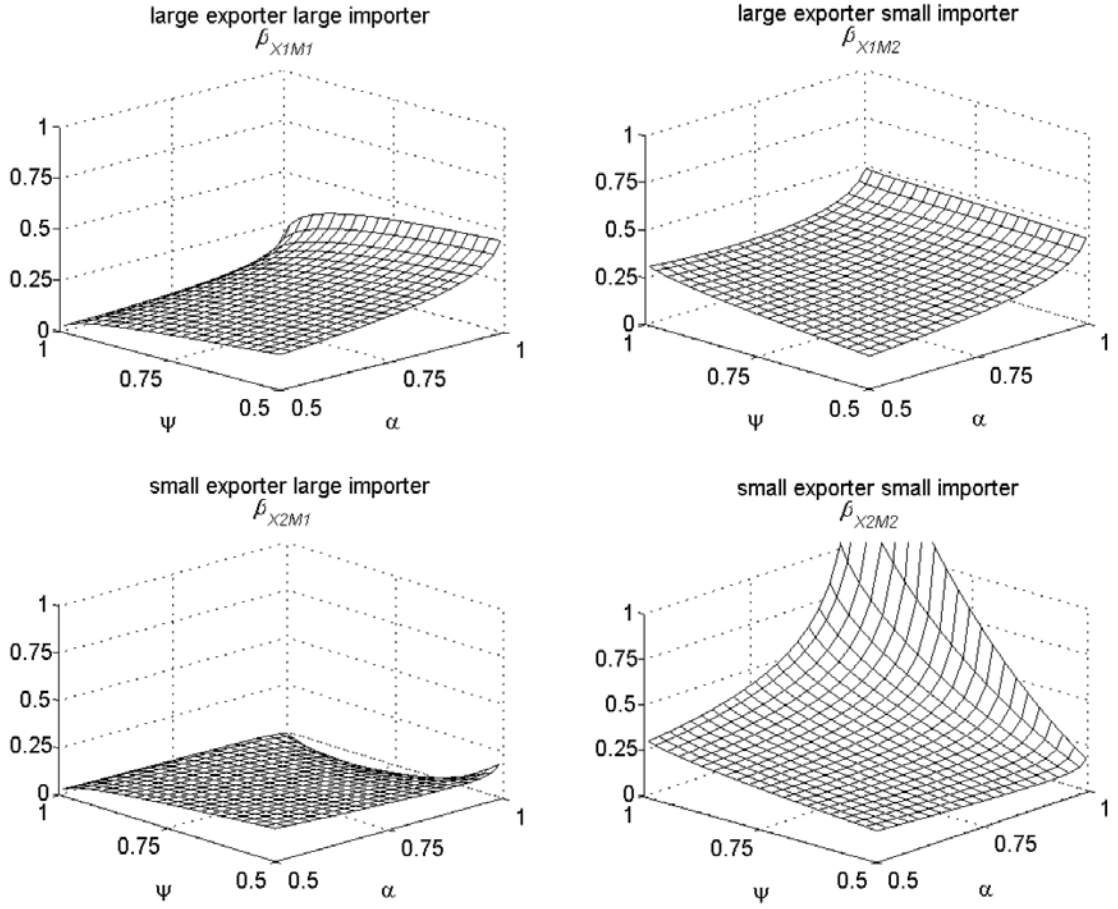 large exporter large importer
β_X1M1
1
0.75
0.5
0.25
0
1
0.75
0.5
0.5
0.75
1
Ψ
α
large exporter small importer
β_X1M2
1
0.75
0.5
0.25
0
1
0.75
0.5
0.5
0.75
1
Ψ
α
small exporter large importer
β_X2M1
1
0.75
0.5
0.25
0
1
0.75
0.5
0.5
0.75
1
Ψ
α
small exporter small importer
β_X2M2
1
0.75
0.5
0.25
0
1
0.75
0.5
0.5
0.75
1
Ψ
α